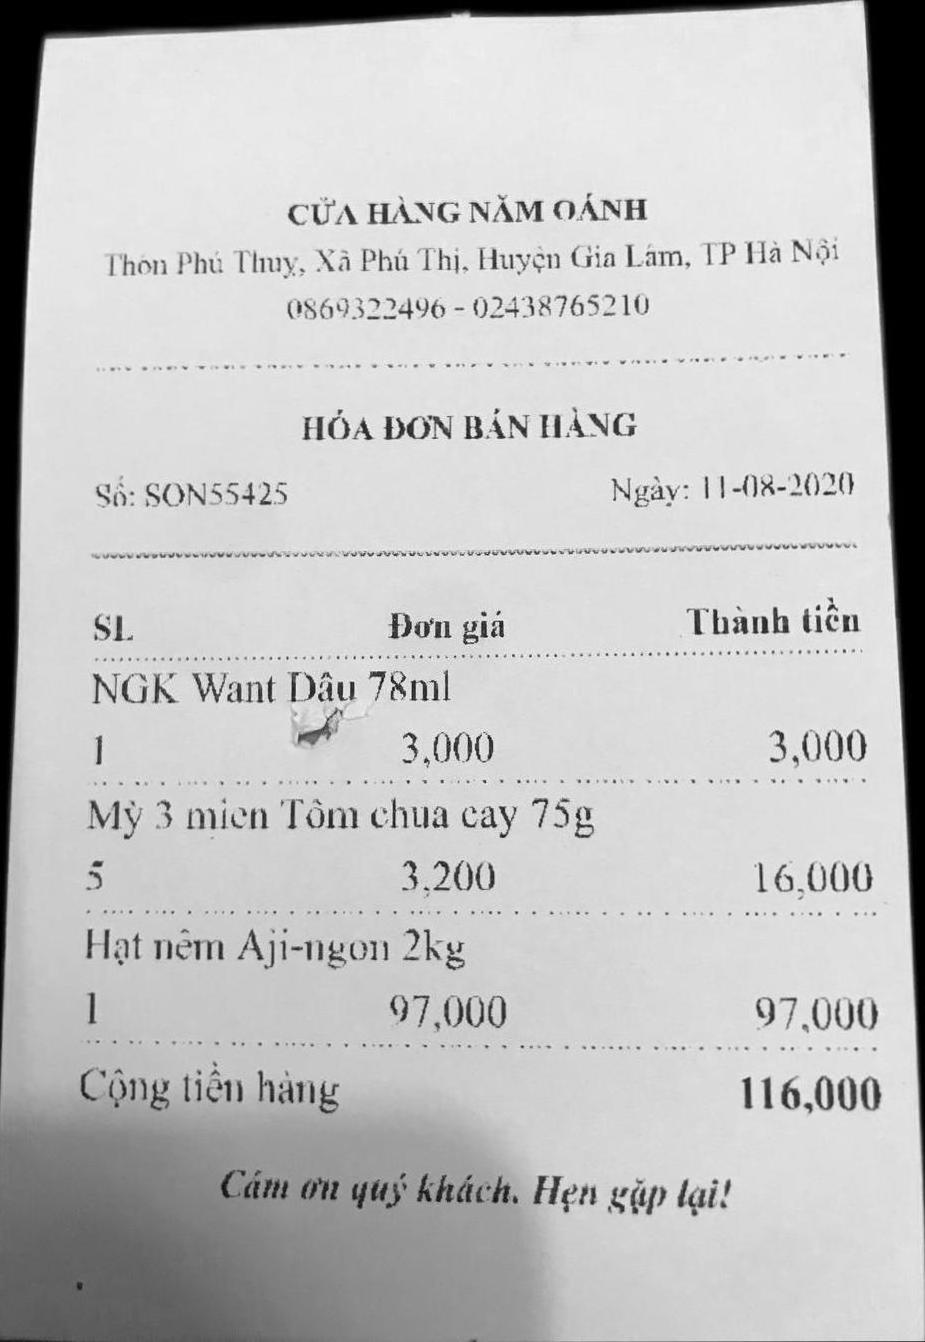 CỬA HÀNG NĂM OÁNH
Thôn Phú Thuỵ, Xã Phú Thị, Huyện Gia Lâm, TP Hà Nội
0869322496 - 02438765210
HÓA ĐƠN BÁN HÀNG
Số: SON55425 Ngày: 11-08-2020
SL Đơn giá Thành tiền
NGK Want Dâu 78ml
1 3,000 3,000
Mỳ 3 mien Tôm chua cay 75g
5 3,200 16,000
Hạt nêm Aji-ngon 2kg
1 97,000 97,000
Cộng tiền hàng 116,000
Cám ơn quý khách. Hẹn gặp lại!